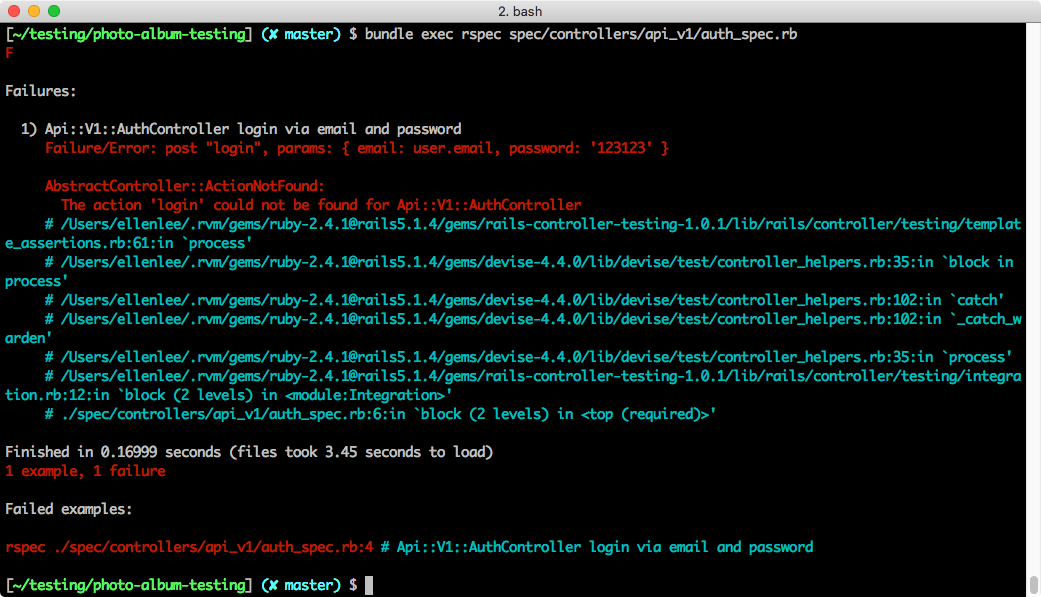 2. bash
[~/testing/photo-album-testing] (✘ master) $ bundle exec rspec spec/controllers/api_v1/auth_spec.rb
F
Failures:
1) Api::V1::AuthController login via email and password
Failure/Error: post "login", params: { email: user.email, password: '123123' }
AbstractController::ActionNotFound:
The action 'login' could not be found for Api::V1::AuthController
# /Users/ellenlee/.rvm/gems/ruby-2.4.1@rails5.1.4/gems/rails-controller-testing-1.0.1/lib/rails/controller/testing/templat
e_assertions.rb:61:in `process'
# /Users/ellenlee/.rvm/gems/ruby-2.4.1@rails5.1.4/gems/devise-4.4.0/lib/devise/test/controller_helpers.rb:35:in `block in
process'
# /Users/ellenlee/.rvm/gems/ruby-2.4.1@rails5.1.4/gems/devise-4.4.0/lib/devise/test/controller_helpers.rb:102:in `catch'
# /Users/ellenlee/.rvm/gems/ruby-2.4.1@rails5.1.4/gems/devise-4.4.0/lib/devise/test/controller_helpers.rb:102:in `_catch_w
arden'
# /Users/ellenlee/.rvm/gems/ruby-2.4.1@rails5.1.4/gems/devise-4.4.0/lib/devise/test/controller_helpers.rb:35:in `process'
# /Users/ellenlee/.rvm/gems/ruby-2.4.1@rails5.1.4/gems/rails-controller-testing-1.0.1/lib/rails/controller/testing/integra
tion.rb:12:in `block (2 levels) in <module:Integration>'
# ./spec/controllers/api_v1/auth_spec.rb:6:in `block (2 levels) in <top (required)>'
Finished in 0.16999 seconds (files took 3.45 seconds to load)
1 example, 1 failure
Failed examples:
rspec ./spec/controllers/api_v1/auth_spec.rb:4 # Api::V1::AuthController login via email and password
[~/testing/photo-album-testing] (✘ master) $